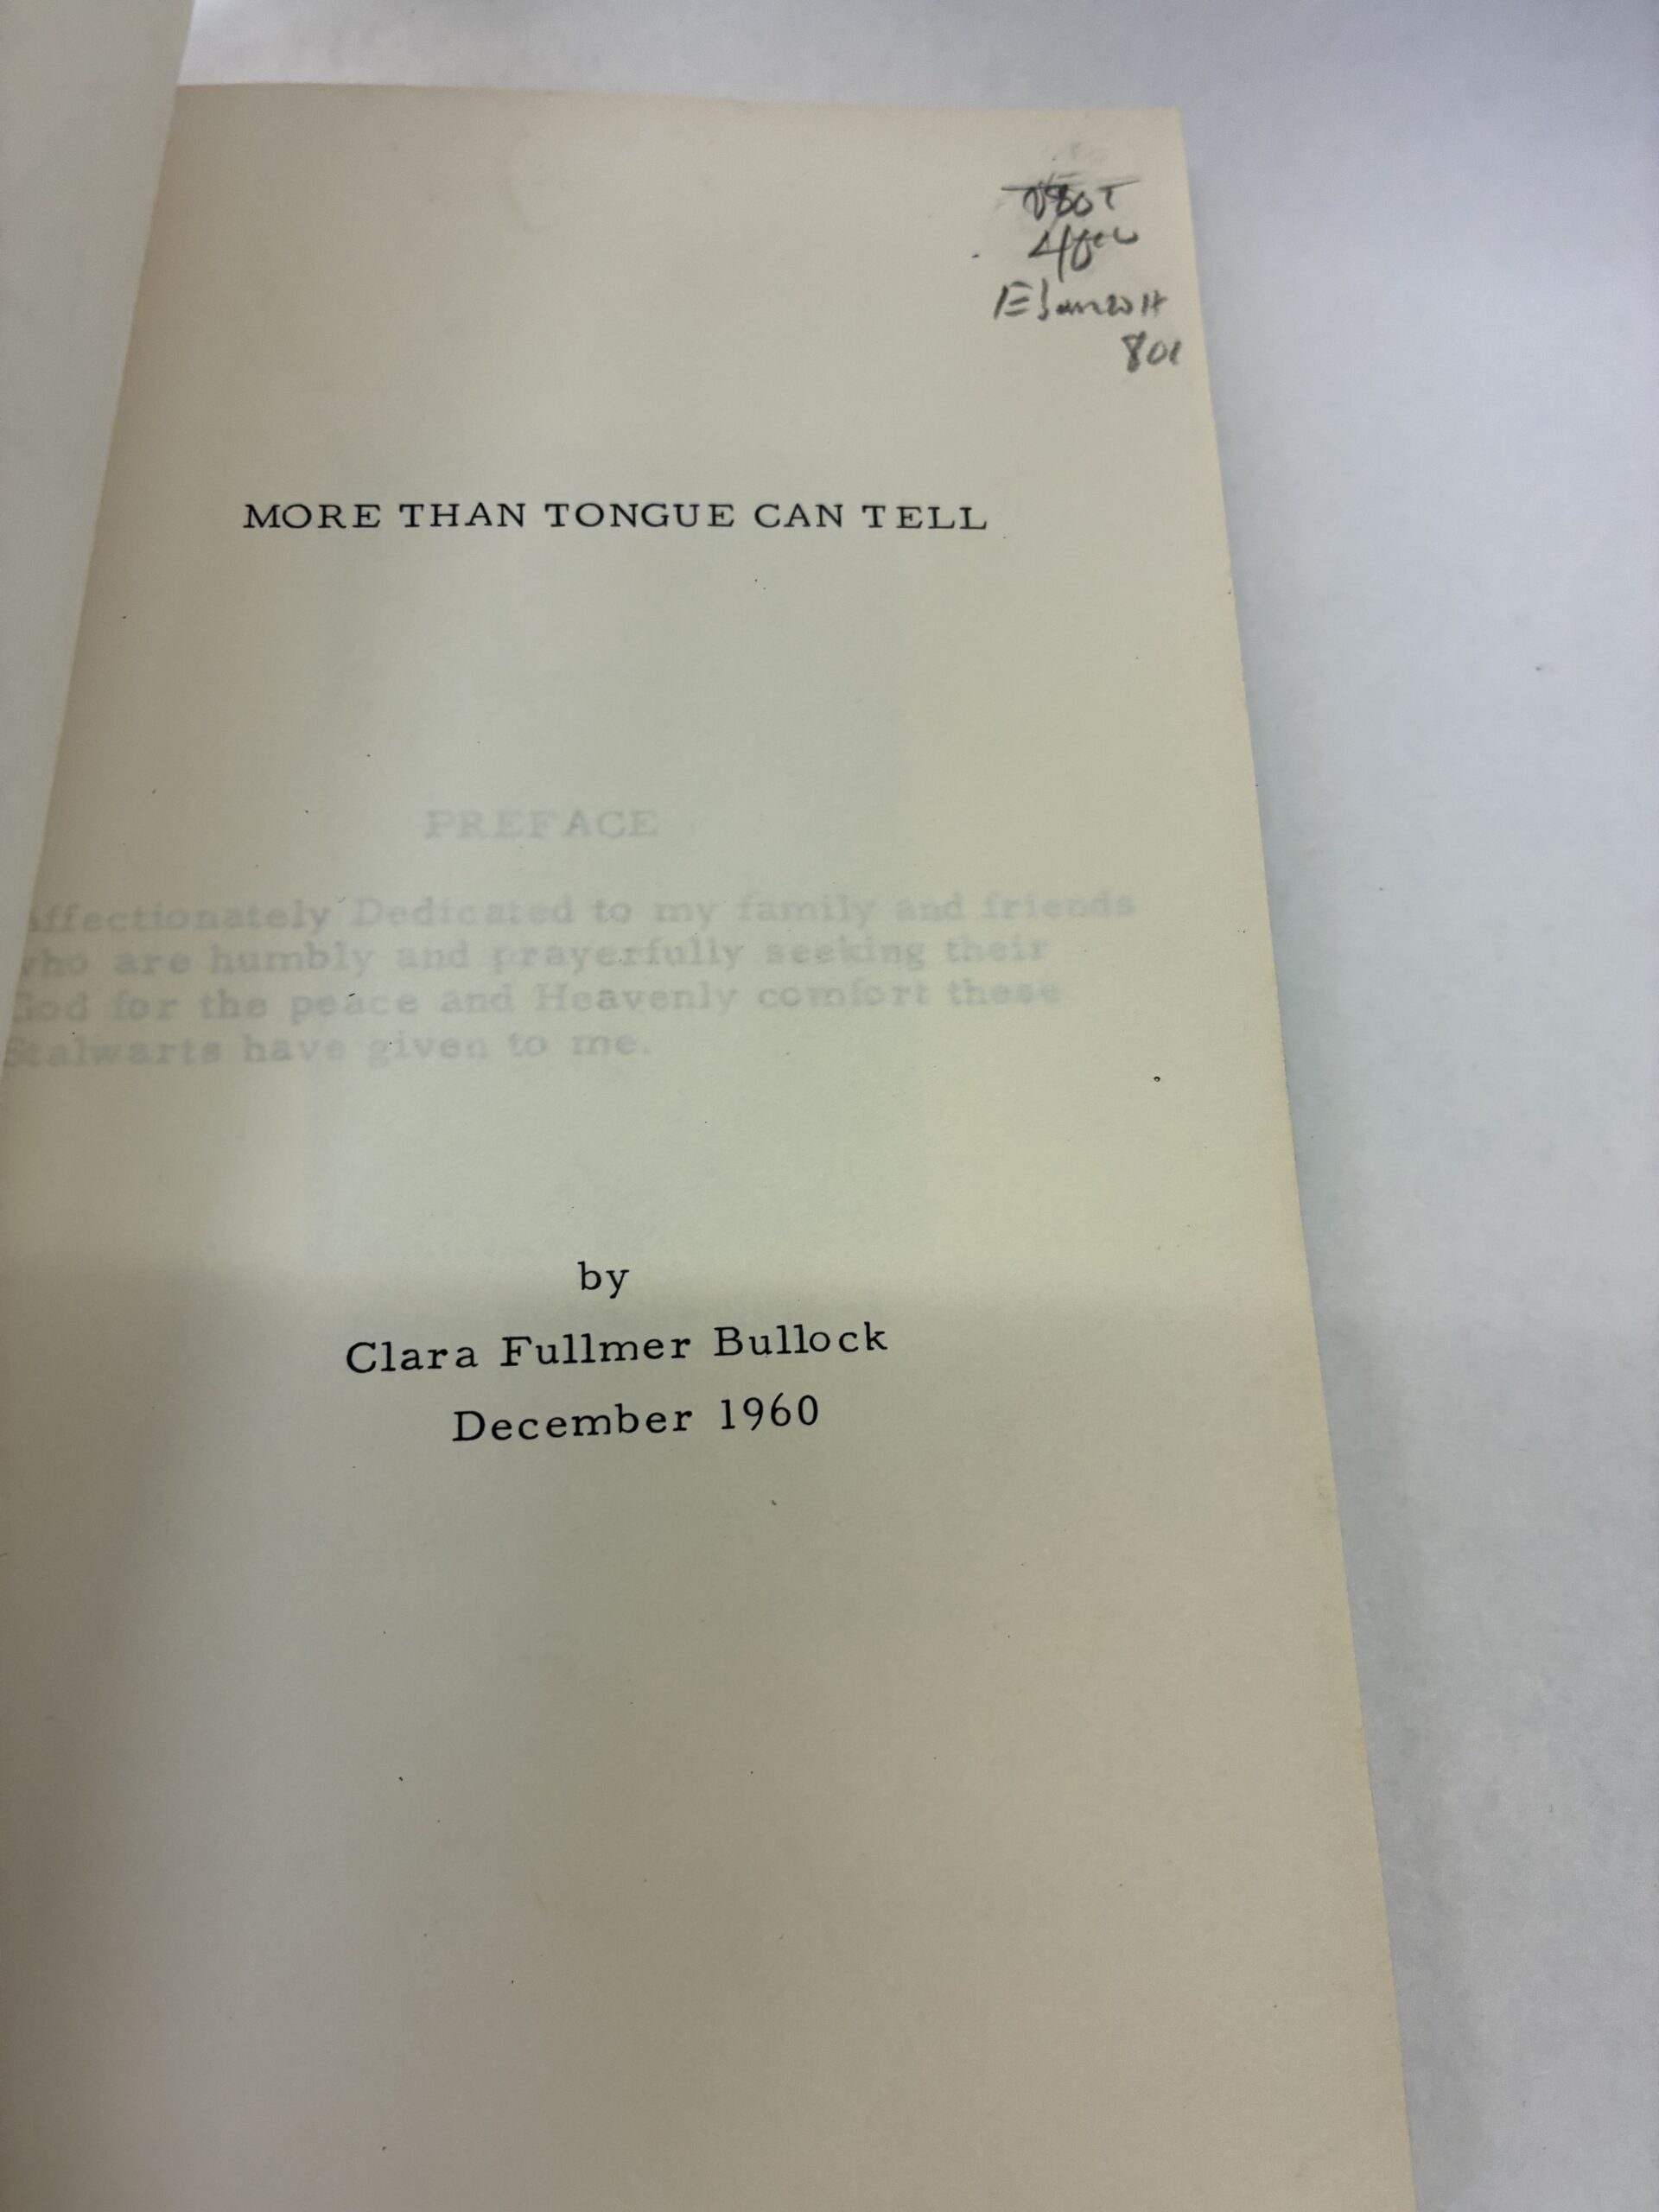 801
MORE THAN TONGUE CAN TELL
PREFACE
Affectionately Dedicated to my family and friends
who are humbly and prayerfully seeking their
God for the peace and Heavenly comfort these
Stalwarts have given to me.
by
Clara Fullmer Bullock
December 1960